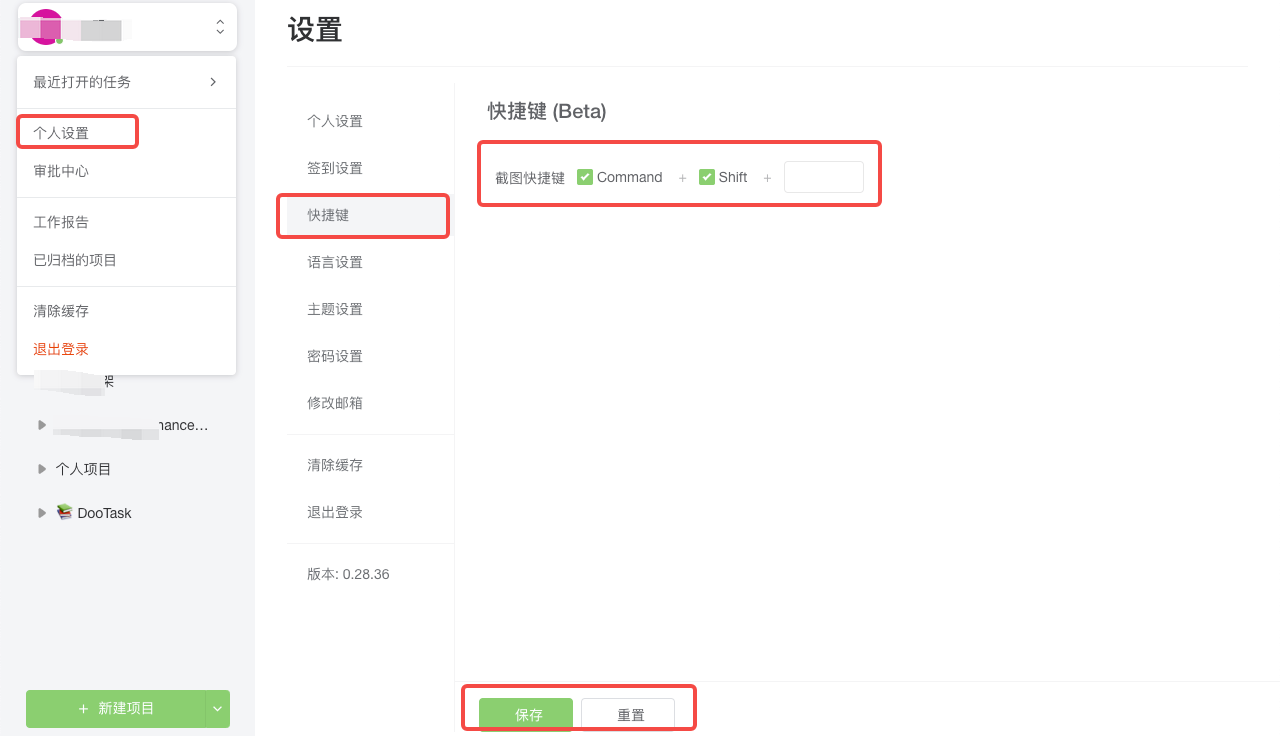 最近打开的任务
个人设置
审批中心
工作报告
已归档的项目
清除缓存
退出登录
nance…
个人项目
DooTask
+ 新建项目
设置
个人设置
签到设置
快捷键
语言设置
主题设置
密码设置
修改邮箱
清除缓存
退出登录
版本: 0.28.36
快捷键 (Beta)
截图快捷键 Command + Shift +
保存 重置